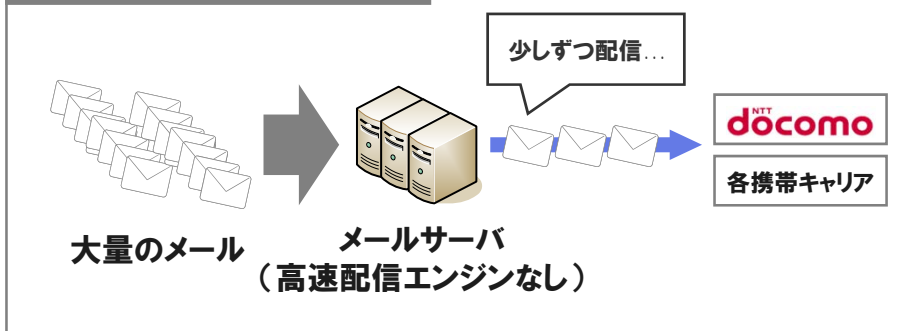 少しずつ配信…
NTT
docomo
各携帯キャリア
大量のメール
メールサーバ
（高速配信エンジンなし）